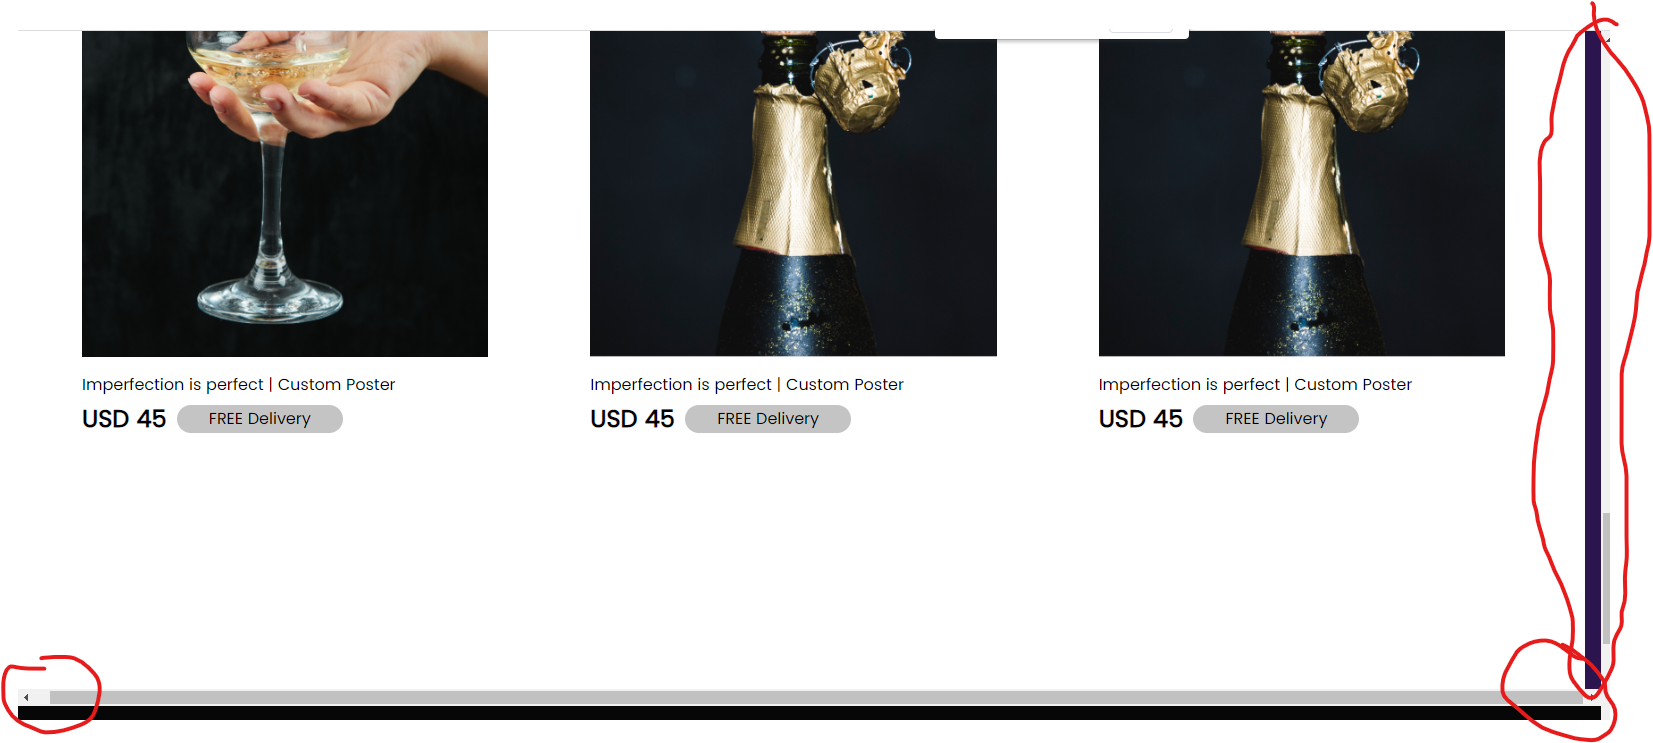 Imperfection is perfect | Custom Poster
USD 45 FREE Delivery
Imperfection is perfect | Custom Poster
USD 45 FREE Delivery
Imperfection is perfect | Custom Poster
USD 45 FREE Delivery